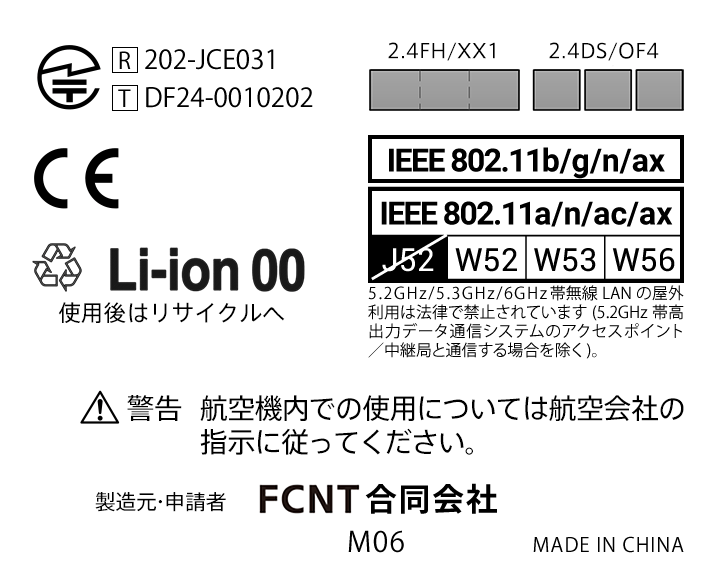 R 202-JCE031
T DF24-0010202
2.4FH/XX1 2.4DS/OF4
CE
IEEE 802.11b/g/n/ax
IEEE 802.11a/n/ac/ax
J52 W52 W53 W56
5.2GHz/5.3GHz/6GHz帯無線 LAN の屋外
利用は法律で禁止されています (5.2GHz 帯高
出力データ通信システムのアクセスポイント
／中継局と通信する場合を除く)。
Li-ion 00
使用後はリサイクルへ
警告 航空機内での使用については航空会社の
指示に従ってください。
製造元・申請者 FCNT 合同会社
M06
MADE IN CHINA